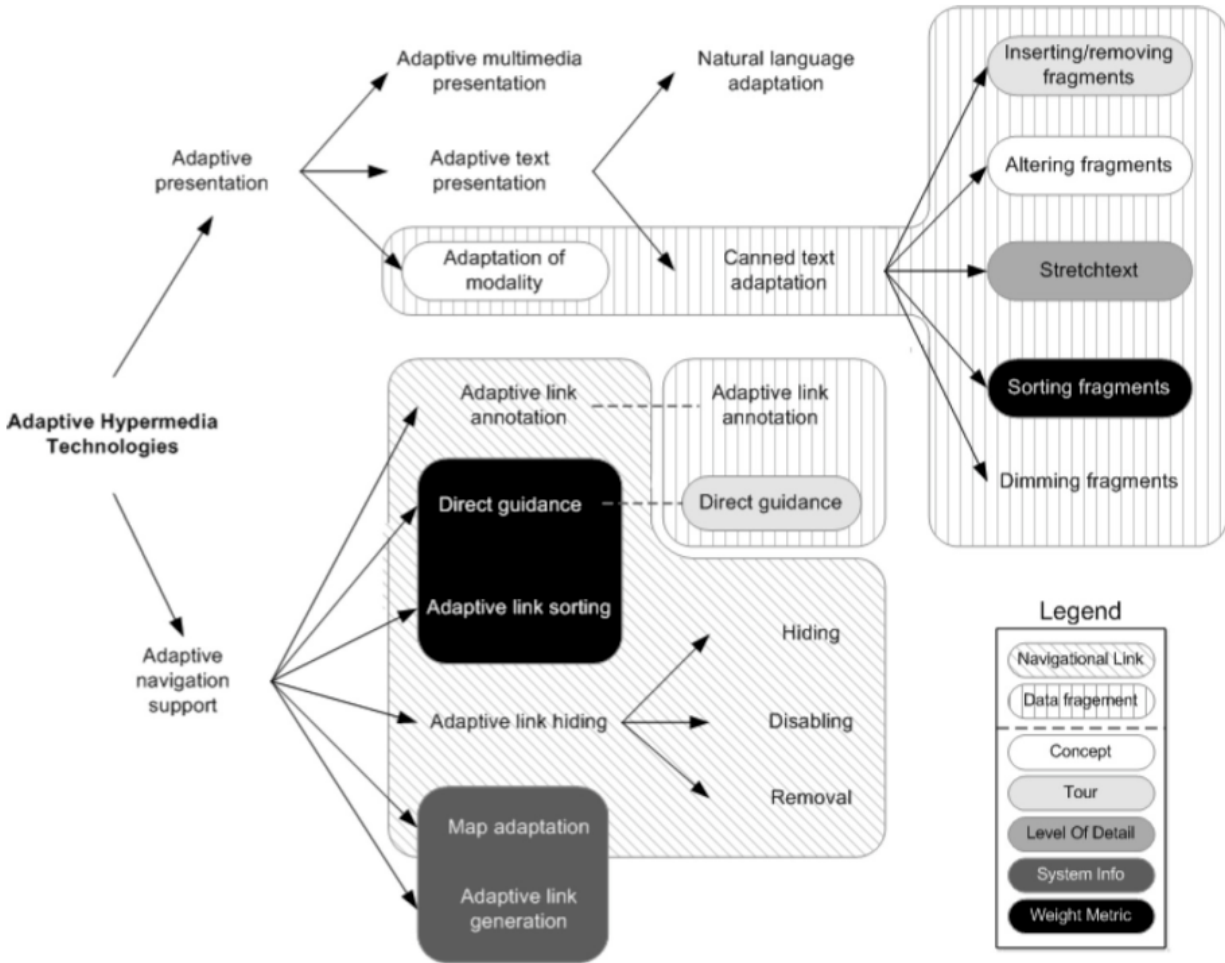 Adaptive multimedia
presentation
Natural language
adaptation
Inserting/removing
fragments
Adaptive
presentation
Adaptive text
presentation
Altering fragments
Adaptation of
modality
Canned text
adaptation
Stretchtext
Sorting fragments
Dimming fragments
Adaptive Hypermedia
Technologies
Adaptive link
annotation
Adaptive link
annotation
Direct guidance
Direct guidance
Adaptive link sorting
Adaptive
navigation
support
Adaptive link hiding
Hiding
Disabling
Removal
Map adaptation
Adaptive link
generation
Legend
Navigational Link
Data fragement
Concept
Tour
Level Of Detail
System Info
Weight Metric